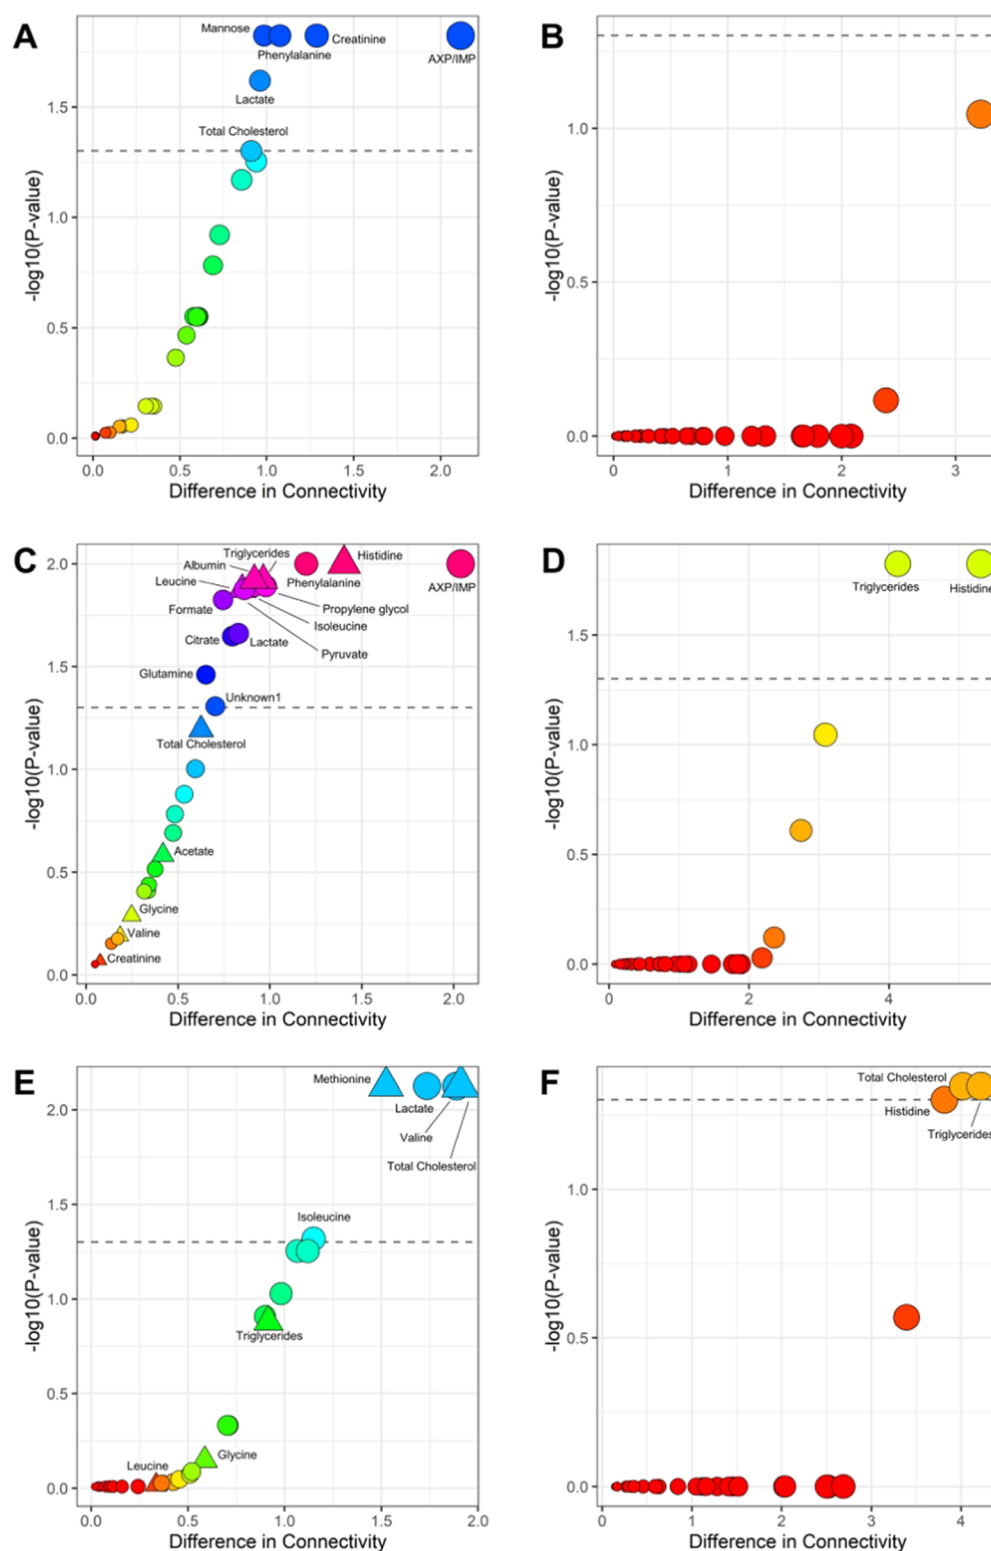 A
Mannose
Creatinine
Phenylalanine
AXP/IMP
Lactate
Total Cholesterol
1.5
1.0
0.5
0.0
-log10(P-value)
0.0 0.5 1.0 1.5 2.0
Difference in Connectivity
B
1.0
0.5
0.0
-log10(P-value)
0 1 2 3
Difference in Connectivity
C
Triglycerides
Histidine
Albumin
Leucine
Phenylalanine
AXP/IMP
Formate
Propylene glycol
Isoleucine
Citrate
Lactate
Pyruvate
Glutamine
Unknown1
Total Cholesterol
Acetate
Glycine
Valine
Creatinine
2.0
1.5
1.0
0.5
0.0
-log10(P-value)
0.0 0.5 1.0 1.5 2.0
Difference in Connectivity
D
Triglycerides
Histidine
1.5
1.0
0.5
0.0
-log10(P-value)
0 2 4
Difference in Connectivity
E
Methionine
Lactate
Valine
Total Cholesterol
Isoleucine
Triglycerides
Glycine
Leucine
2.0
1.5
1.0
0.5
0.0
-log10(P-value)
0.0 0.5 1.0 1.5 2.0
Difference in Connectivity
F
Total Cholesterol
Histidine
Triglycerides
1.0
0.5
0.0
-log10(P-value)
0 1 2 3 4
Difference in Connectivity